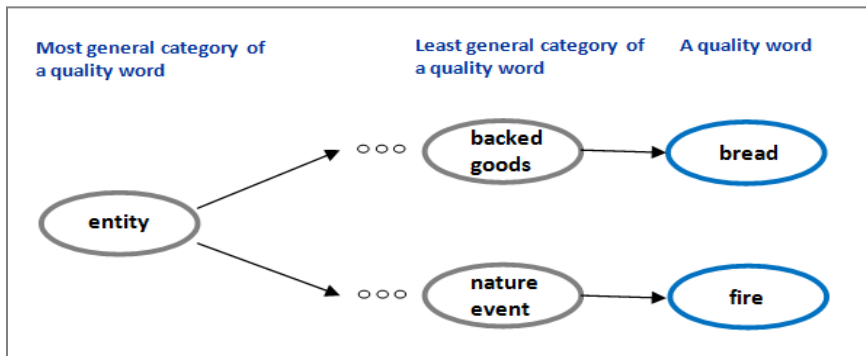 Most general category of
a quality word
Least general category of
a quality word
A quality word
backed
goods
bread
entity
nature
event
fire